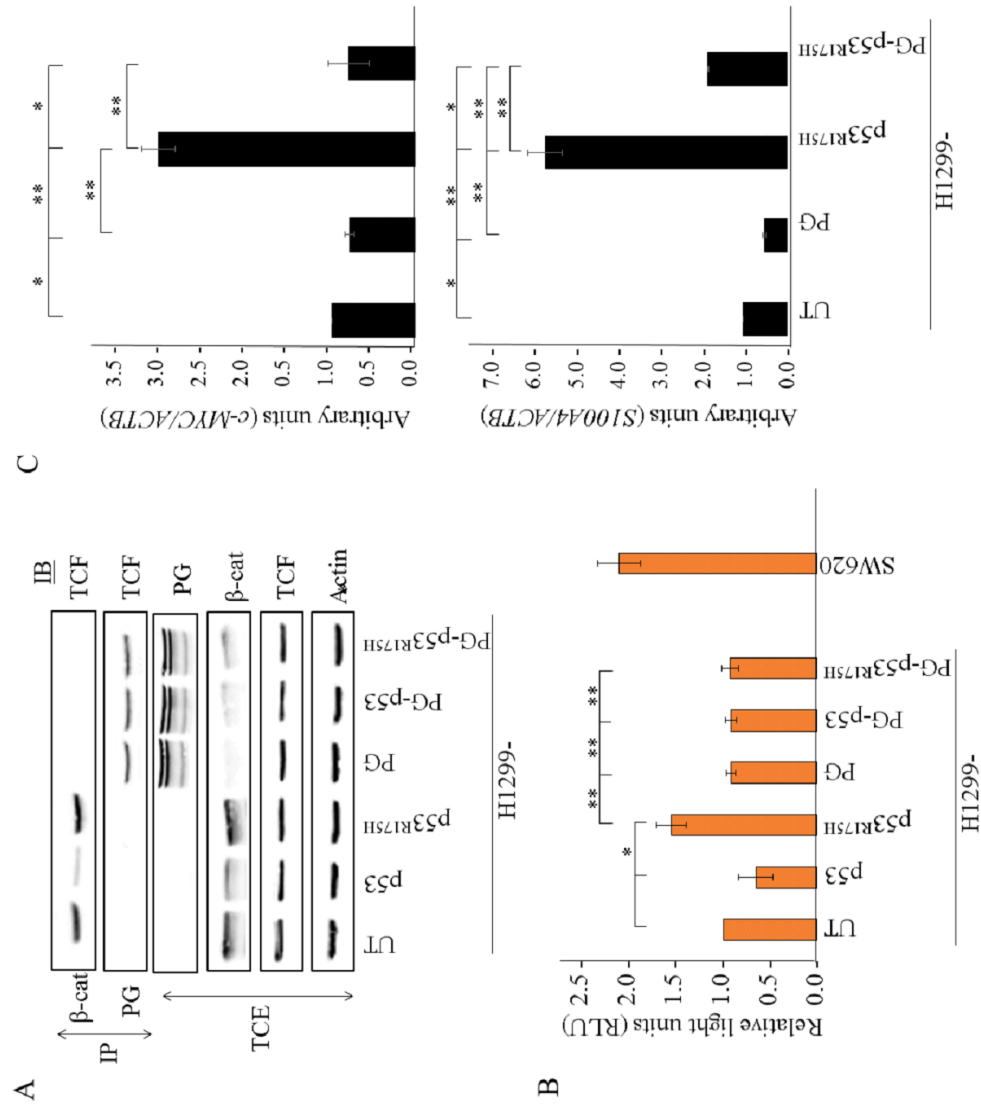 A
IB
β-cat TCF
PG TCF
IP
PG
β-cat
TCF
Actin
TCE
UT p53 p53R175H PG PG-p53 PG-p53R175H
H1299-
B
Relative light units (RLU)
2.5
2.0
1.5
1.0
0.5
0.0
*
** ** **
UT p53 p53R175H PG PG-p53 PG-p53R175H SW620
H1299-
C
Arbitrary units (c-MYC/ACTB)
3.5
3.0
2.5
2.0
1.5
1.0
0.5
0.0
* ** *
** **
Arbitrary units (S100A4/ACTB)
7.0
6.0
5.0
4.0
3.0
2.0
1.0
0.0
* ** *
** **
**
UT PG p53R175H PG-p53R175H
H1299-